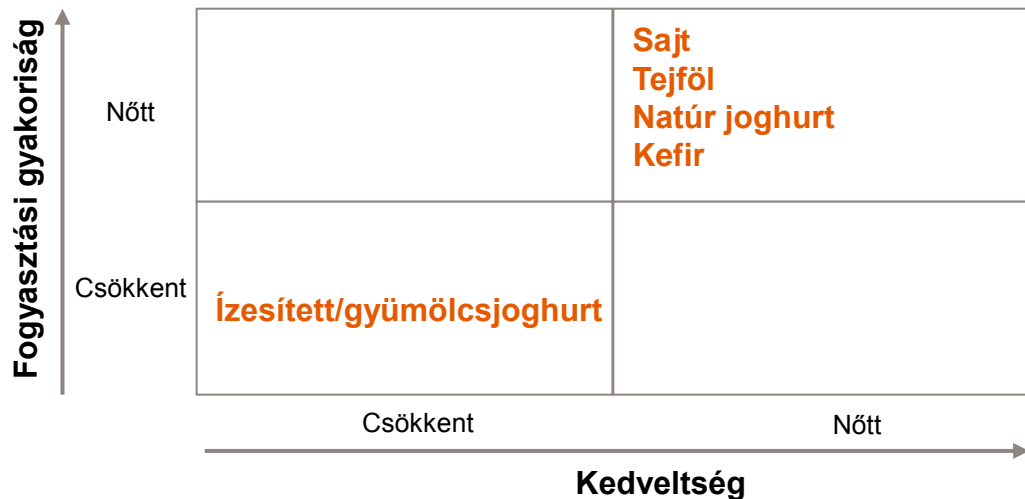 Fogyasztási gyakoriság
Nőtt
Sajt
Tejföl
Natúr joghurt
Kefir
Csökkent
Ízesített/gyümölcsjoghurt
Csökkent
Nőtt
Kedveltség